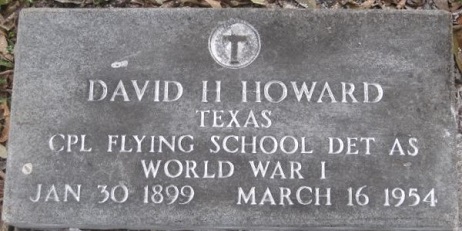 T
DAVID H HOWARD
TEXAS
CPL FLYING SCHOOL DET AS
WORLD WAR I
JAN 30 1899 MARCH 16 1954